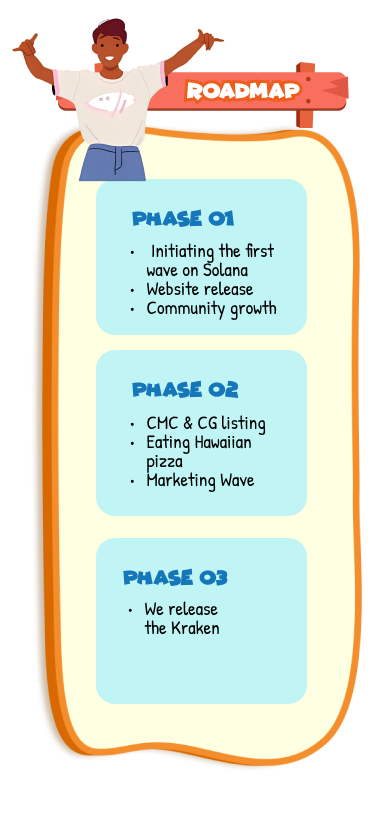 ROADMAP
PHASE 01
• Initiating the first
wave on Solana
• Website release
• Community growth
PHASE 02
• CMC & CG listing
• Eating Hawaiian
pizza
• Marketing Wave
PHASE 03
• We release
the Kraken